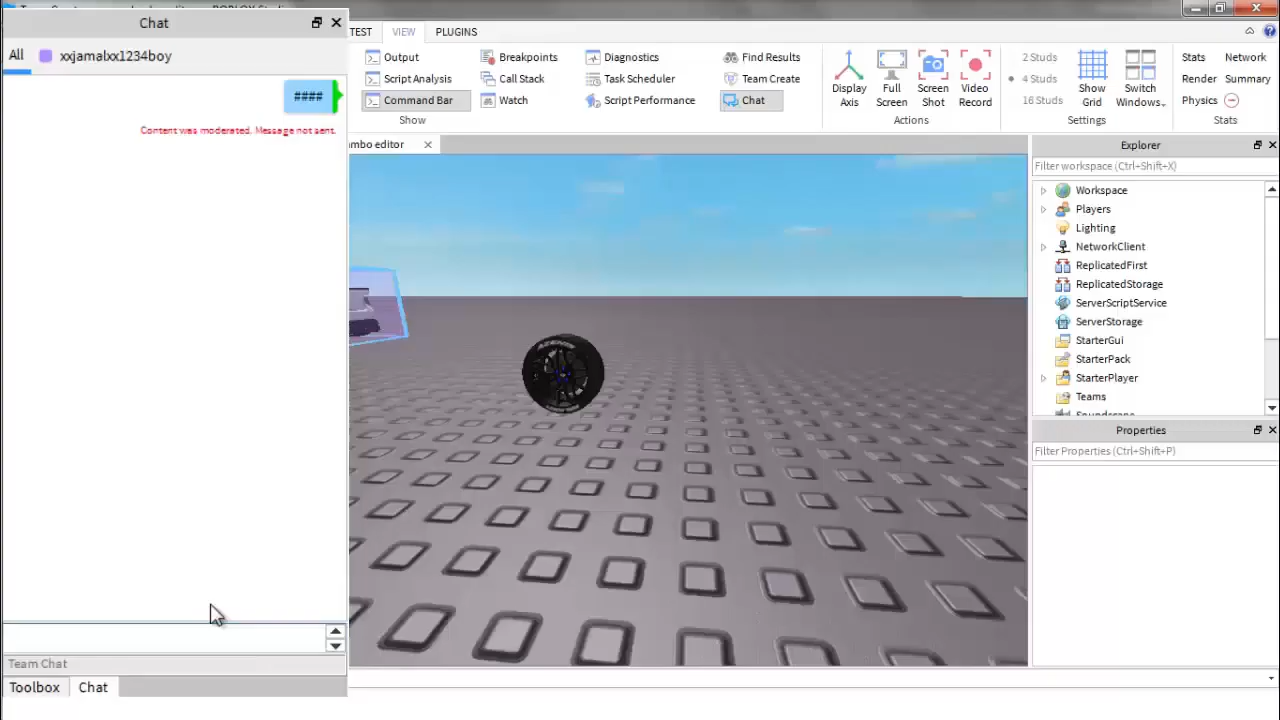 Chat
All xxjamalxx1234boy
####
Content was moderated. Message not sent.
Team Chat
Toolbox Chat
TEST VIEW PLUGINS
Output Breakpoints Diagnostics Find Results
Script Analysis Call Stack Task Scheduler Team Create
Command Bar Watch Script Performance Chat
Show
Display Axis
Full Screen
Screen Shot
Video Record
Actions
2 Studs
4 Studs
16 Studs
Show Grid
Switch Windows..
Settings
Stats Network
Render Summary
Physics
Stats
mbo editor
Explorer
Filter workspace (Ctrl+Shift+X)
Workspace
Players
Lighting
NetworkClient
ReplicatedFirst
ReplicatedStorage
ServerScriptService
ServerStorage
StarterGui
StarterPack
StarterPlayer
Teams
Properties
Filter Properties (Ctrl+Shift+P)